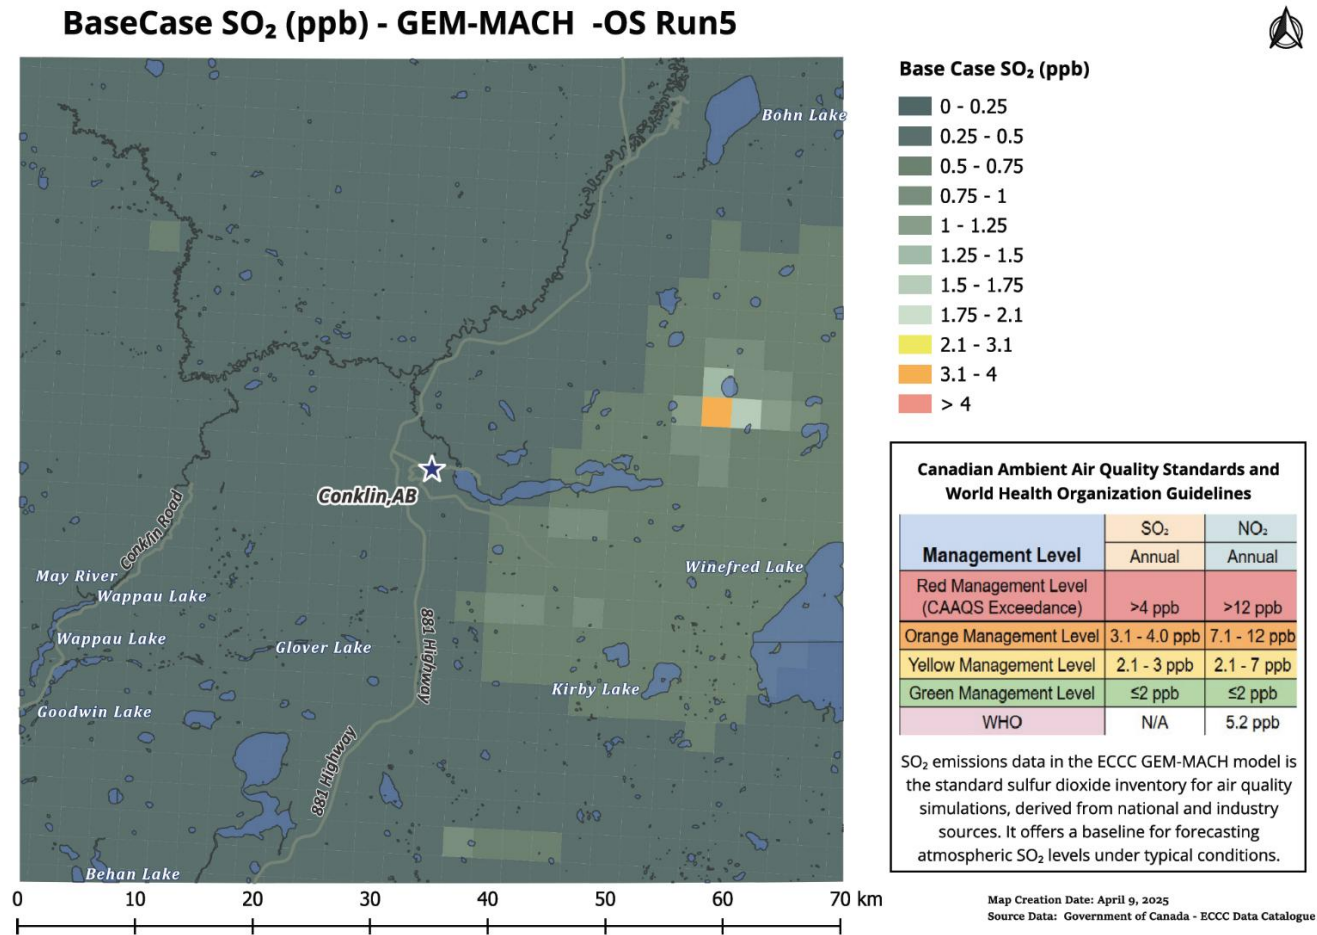 BaseCase SO₂ (ppb) - GEM-MACH -OS Run5
Bohn Lake
Conklin,AB
Conklin Road
May River
Wappau Lake
Wappau Lake
Glover Lake
Goodwin Lake
Winefred Lake
Kirby Lake
881 Highway
881 Highway
Behan Lake
0 10 20 30 40 50 60 70 km
Base Case SO₂ (ppb)
0 - 0.25
0.25 - 0.5
0.5 - 0.75
0.75 - 1
1 - 1.25
1.25 - 1.5
1.5 - 1.75
1.75 - 2.1
2.1 - 3.1
3.1 - 4
> 4
Canadian Ambient Air Quality Standards and
World Health Organization Guidelines
SO₂ NO₂
Management Level Annual Annual
Red Management Level
(CAAQS Exceedance) >4 ppb >12 ppb
Orange Management Level 3.1 - 4.0 ppb 7.1 - 12 ppb
Yellow Management Level 2.1 - 3 ppb 2.1 - 7 ppb
Green Management Level ≤2 ppb ≤2 ppb
WHO N/A 5.2 ppb
SO₂ emissions data in the ECCC GEM-MACH model is
the standard sulfur dioxide inventory for air quality
simulations, derived from national and industry
sources. It offers a baseline for forecasting
atmospheric SO₂ levels under typical conditions.
Map Creation Date: April 9, 2025
Source Data: Government of Canada - ECCC Data Catalogue